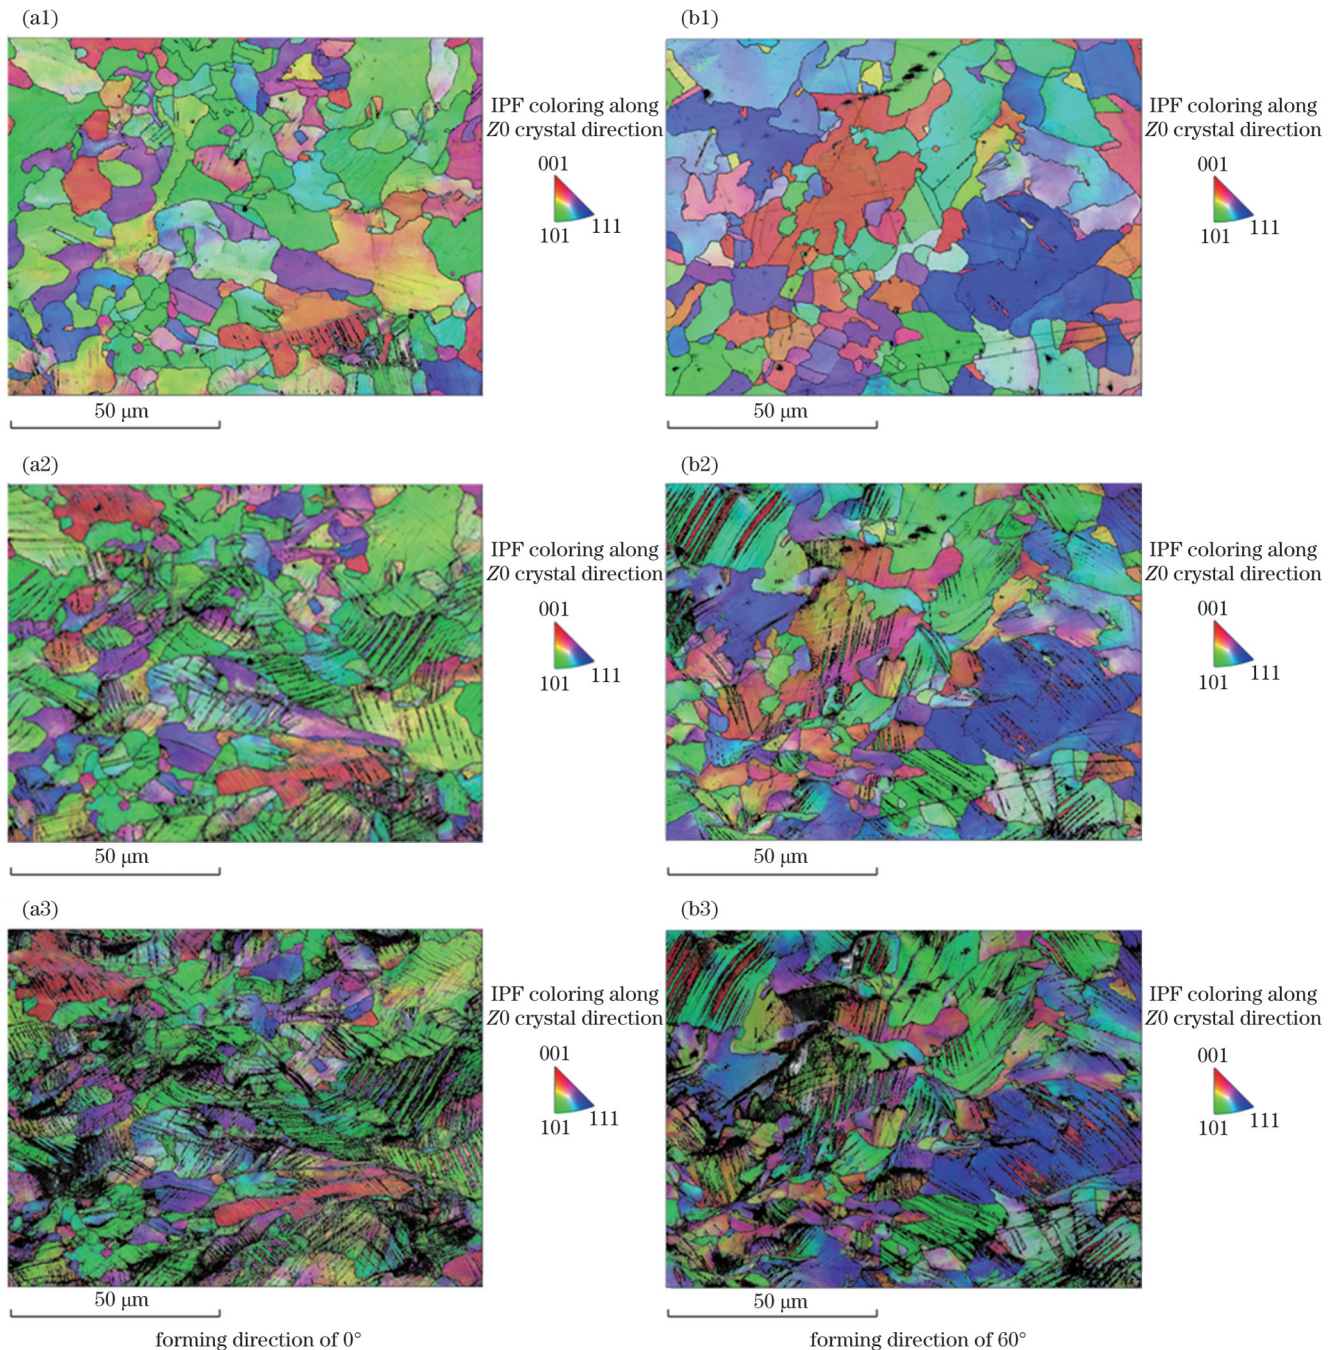 (a1)
IPF coloring along
Z0 crystal direction
001
101
111
50 μm
(b1)
IPF coloring along
Z0 crystal direction
001
101
111
50 μm
(a2)
IPF coloring along
Z0 crystal direction
001
101
111
50 μm
(b2)
IPF coloring along
Z0 crystal direction
001
101
111
50 μm
(a3)
IPF coloring along
Z0 crystal direction
001
101
111
50 μm
forming direction of 0°
(b3)
IPF coloring along
Z0 crystal direction
001
101
111
50 μm
forming direction of 60°